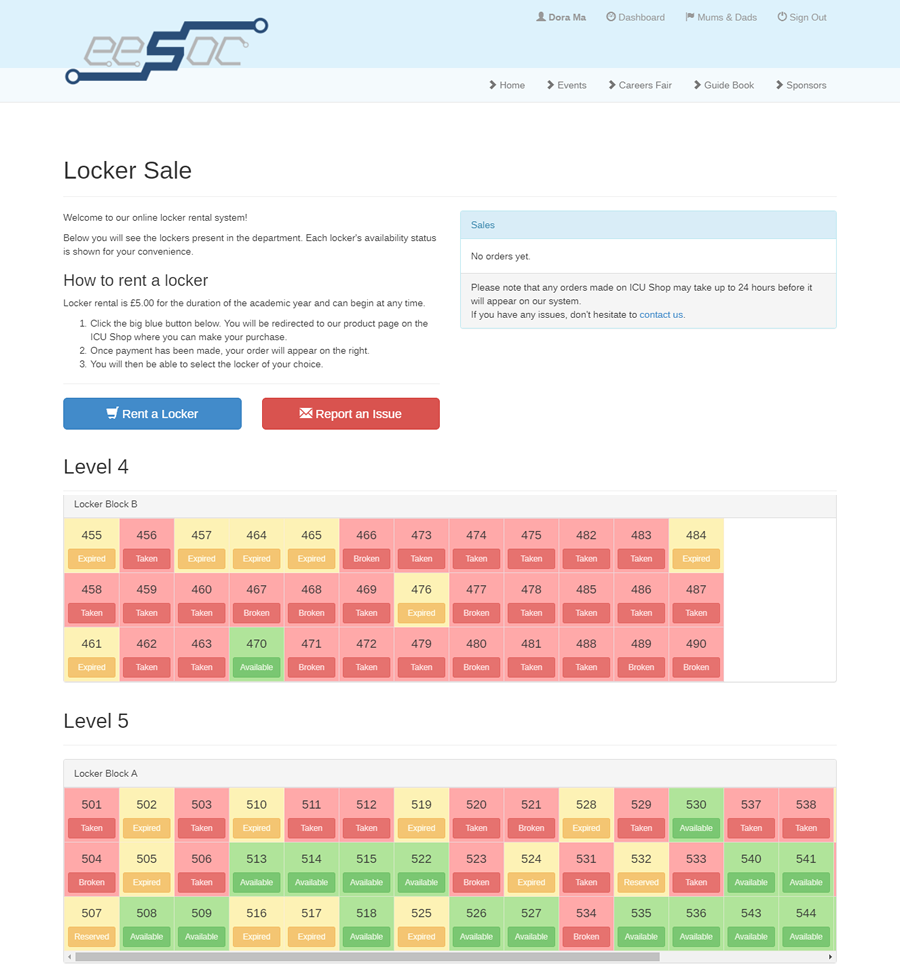 Dora Ma Dashboard Mums & Dads Sign Out
eesoc
Home Events Careers Fair Guide Book Sponsors
Locker Sale
Welcome to our online locker rental system!
Below you will see the lockers present in the department. Each locker's availability status
is shown for your convenience.
How to rent a locker
Locker rental is £5.00 for the duration of the academic year and can begin at any time.
1. Click the big blue button below. You will be redirected to our product page on the
ICU Shop where you can make your purchase.
2. Once payment has been made, your order will appear on the right.
3. You will then be able to select the locker of your choice.
Sales
No orders yet.
Please note that any orders made on ICU Shop may take up to 24 hours before it
will appear on our system.
If you have any issues, don't hesitate to contact us.
Rent a Locker Report an Issue
Level 4
Locker Block B
455 456 457 464 465 466 473 474 475 482 483 484
Expired Taken Expired Expired Expired Broken Taken Taken Taken Taken Taken Expired
458 459 460 467 468 469 476 477 478 485 486 487
Taken Taken Taken Broken Broken Taken Expired Broken Taken Taken Taken Taken
461 462 463 470 471 472 479 480 481 488 489 490
Expired Taken Taken Available Broken Taken Taken Broken Taken Taken Broken Broken
Level 5
Locker Block A
501 502 503 510 511 512 519 520 521 528 529 530 537 538
Taken Expired Taken Expired Taken Taken Expired Taken Broken Expired Taken Available Taken Taken
504 505 506 513 514 515 522 523 524 531 532 533 540 541
Broken Expired Taken Available Available Available Available Broken Expired Taken Reserved Taken Available Available
507 508 509 516 517 518 525 526 527 534 535 536 543 544
Reserved Available Available Expired Expired Available Expired Available Available Broken Available Available Available Available